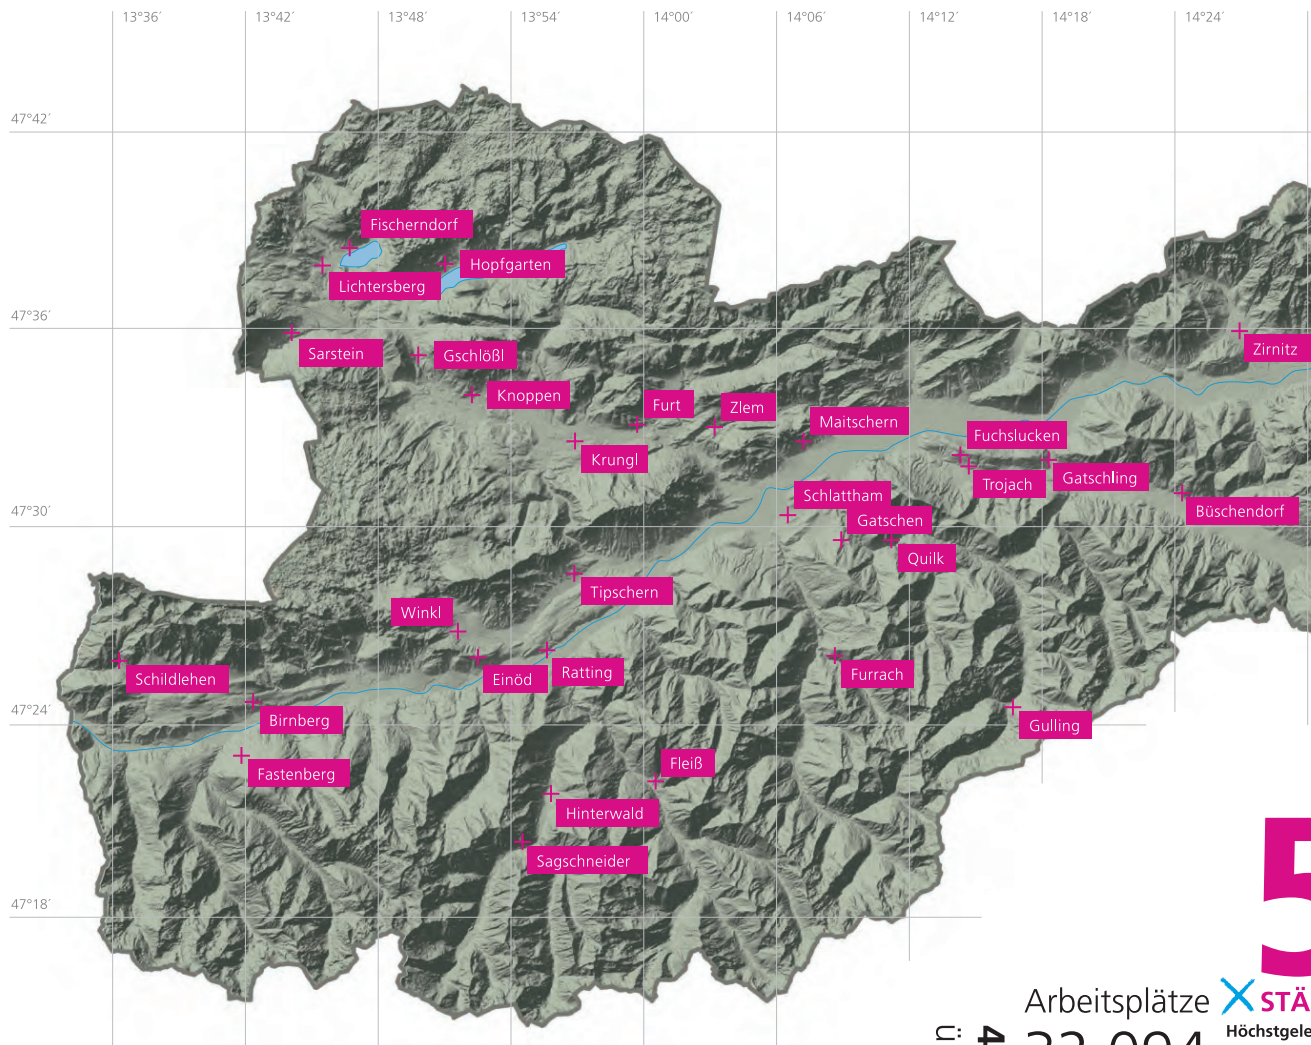 13°36´ 13°42´ 13°48´ 13°54´ 14°00´ 14°06´ 14°12´ 14°18´ 14°24´
47°42´
Fischerndorf
Hopfgarten
Lichtersberg
47°36´
Sarstein
Gschlößl
Zirnitz
Knoppen
Furt
Zlem
Maitschern
Fuchslucken
Krungl
Trojach
Gatschling
Schlattham
Büschendorf
47°30´
Gatschen
Quilk
Tipschern
Winkl
Schildlehen
Einöd
Ratting
Furrach
47°24´
Birnberg
Gulling
Fastenberg
Fleiß
Hinterwald
Sagschneider
5
47°18´
Arbeitsplätze
STÄ
Höchstgele
4